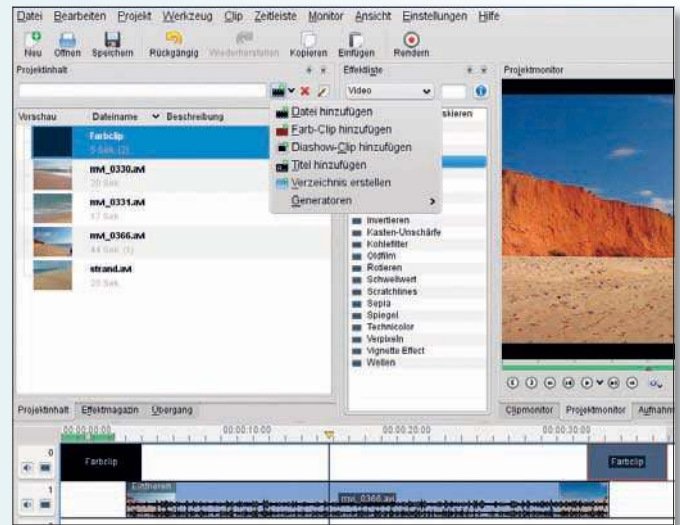 Datei Bearbeiten Projekt Werkzeug Clip Zeitleiste Monitor Ansicht Einstellungen Hilfe
Neu Öffnen Speichern Rückgängig Wiederherstellen Kopieren Einfügen Rendern
Projektinhalt
Effektliste
Projektmonitor
Video
Vorschau Dateiname Beschreibung
Farbclip
5 Sek. (2)
mvi_0330.avi
20 Sek.
mvi_0331.avi
17 Sek.
mvi_0366.avi
44 Sek. (1)
strand.avi
20 Sek.
Datei hinzufügen
Farb-Clip hinzufügen
Diashow-Clip hinzufügen
Titel hinzufügen
Verzeichnis erstellen
Generatoren
skieren
Invertieren
Kasten-Unschärfe
Kohlefilter
Oldfilm
Rotieren
Schwellwert
Scratchlines
Sepia
Spiegel
Technicolor
Verpixeln
Vignette Effect
Wellen
Projektinhalt Effektmagazin Übergang
Clipmonitor Projektmonitor Aufnahm
00:00:00:00 00:00:10:00 00:00:20:00 00:00:30:00
0
Farbclip
Farbclip
1
mvi_0366.avi